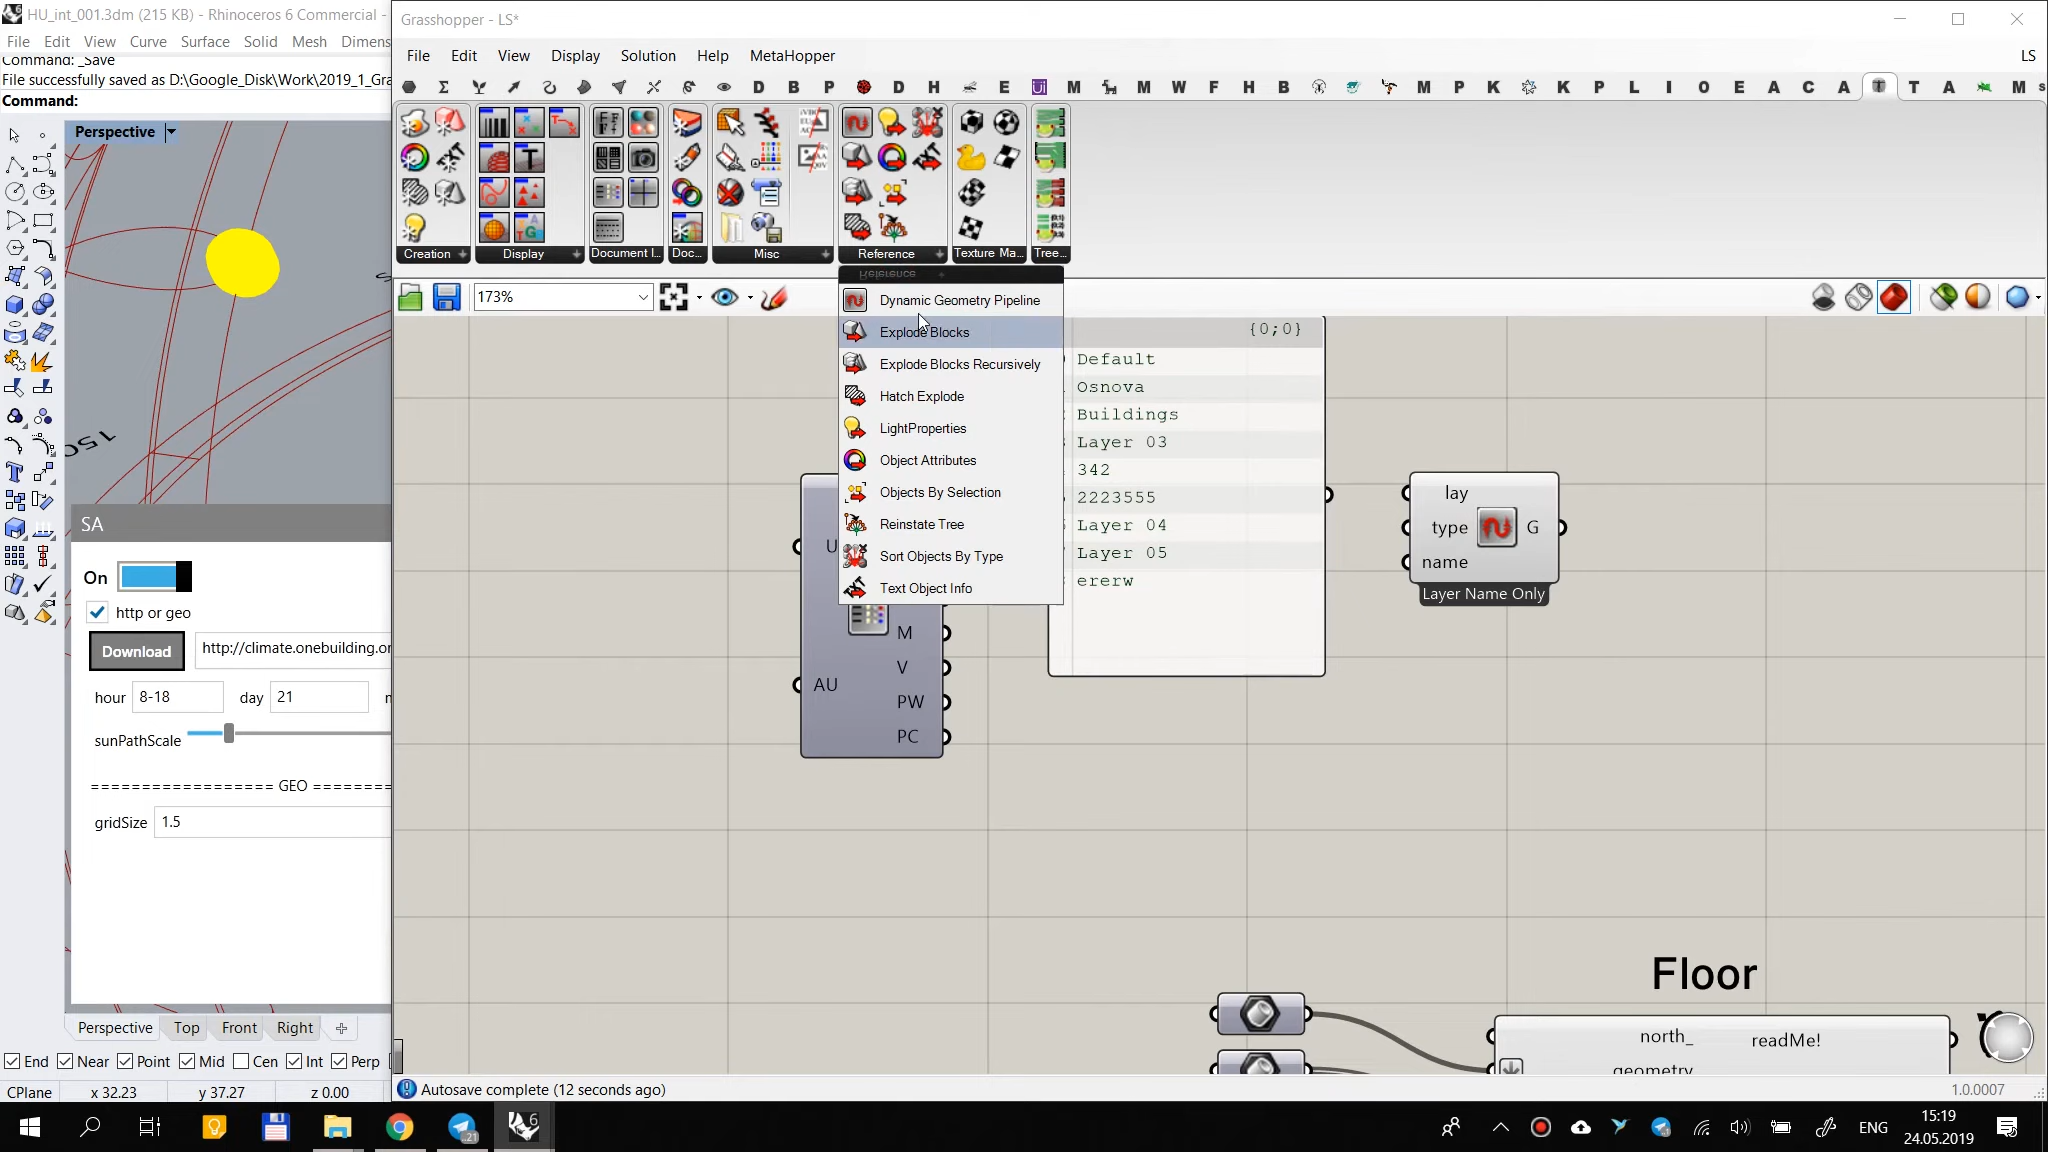 HU_int_001.3dm (215 KB) - Rhinoceros 6 Commercial -
File Edit View Curve Surface Solid Mesh Dimens
Command: _Save
File successfully saved as D:\Google_Disk\Work\2019_1_Gra
Command:
Perspective
150
SA
On
http or geo
Download http://climate.onebuilding.or
hour 8-18 day 21
sunPathScale
================= GEO =========
gridSize 1.5
Perspective Top Front Right
End Near Point Mid Cen Int Perp
CPlane x 32.23 y 37.27 z 0.00
Grasshopper - LS*
File Edit View Display Solution Help MetaHopper LS
D B P D H E M M W F H B M P K K P L I O E A C A T A M s
Creation Display Document I... Doc... Misc Reference Texture Ma... Tree...
173%
Reference
Dynamic Geometry Pipeline
Explode Blocks
Explode Blocks Recursively
Hatch Explode
LightProperties
Object Attributes
Objects By Selection
Reinstate Tree
Sort Objects By Type
Text Object Info
{0;0}
Default
Osnova
Buildings
Layer 03
342
2223555
Layer 04
Layer 05
ererw
U
M
V
AU
PW
PC
lay
type G
name
Layer Name Only
Floor
north_ readMe!
geometry
Autosave complete (12 seconds ago) 1.0.0007
21
6
ENG
15:19
24.05.2019